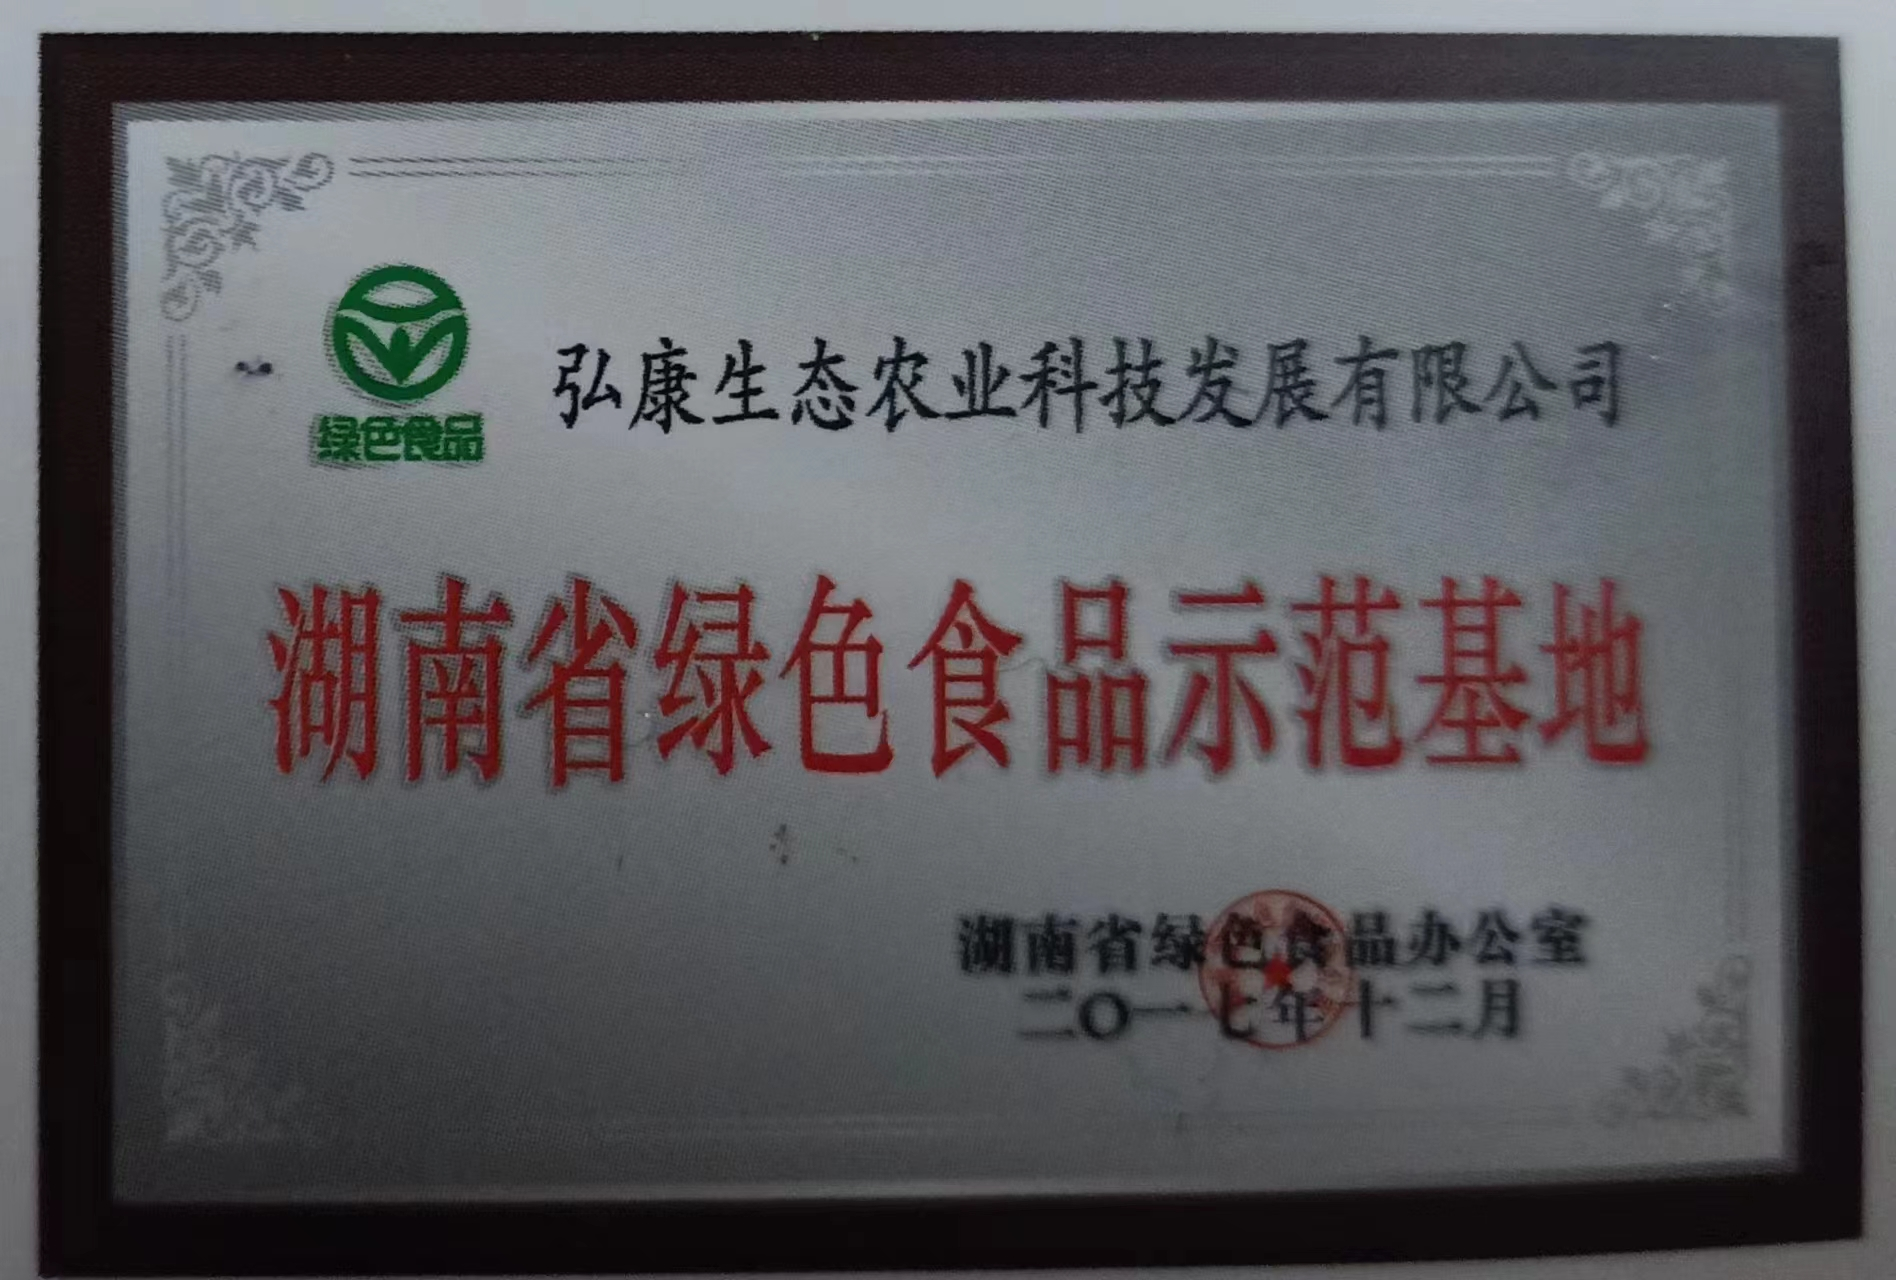 绿色食品
弘康生态农业科技发展有限公司
湖南省绿色食品示范基地
湖南省绿色食品办公室
二〇一七年十二月